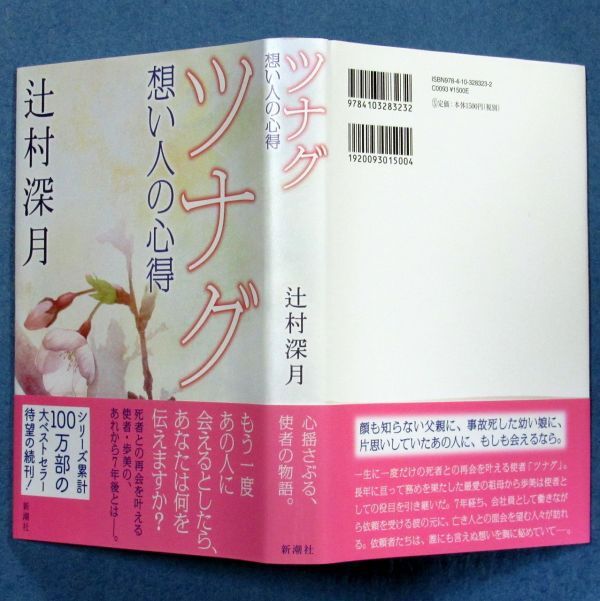 ツナグ
想い人の心得
辻村深月
もう一度
あの人に
会えるとしたら、
あなたは何を
伝えますか?
死者との再会を叶える
使者・歩美の、
あれから7年後とは―。
シリーズ累計
100万部の
大ベストセラー
待望の続刊!
新潮社
ツナグ
想い人の心得
辻村深月
心揺さぶる、
使者の物語。
新潮社
9784103283232
1920093015004
ISBN978-4-10-328323-2
C0093 ¥1500E
定価:本体1500円(税別)
顔も知らない父親に、事故死した幼い娘に、
片思いしていたあの人に、もしも会えるなら。
一生に一度だけの死者との再会を叶える使者「ツナグ」。
長年に亘って務めを果たした最愛の祖母から歩美は使者と
しての役目を引き継いだ。7年経ち、会社員として働きなが
ら依頼を受ける彼の元に、亡き人との面会を望む人々が訪れ
る。依頼者たちは、誰にも言えぬ想いを胸に秘めていて―。